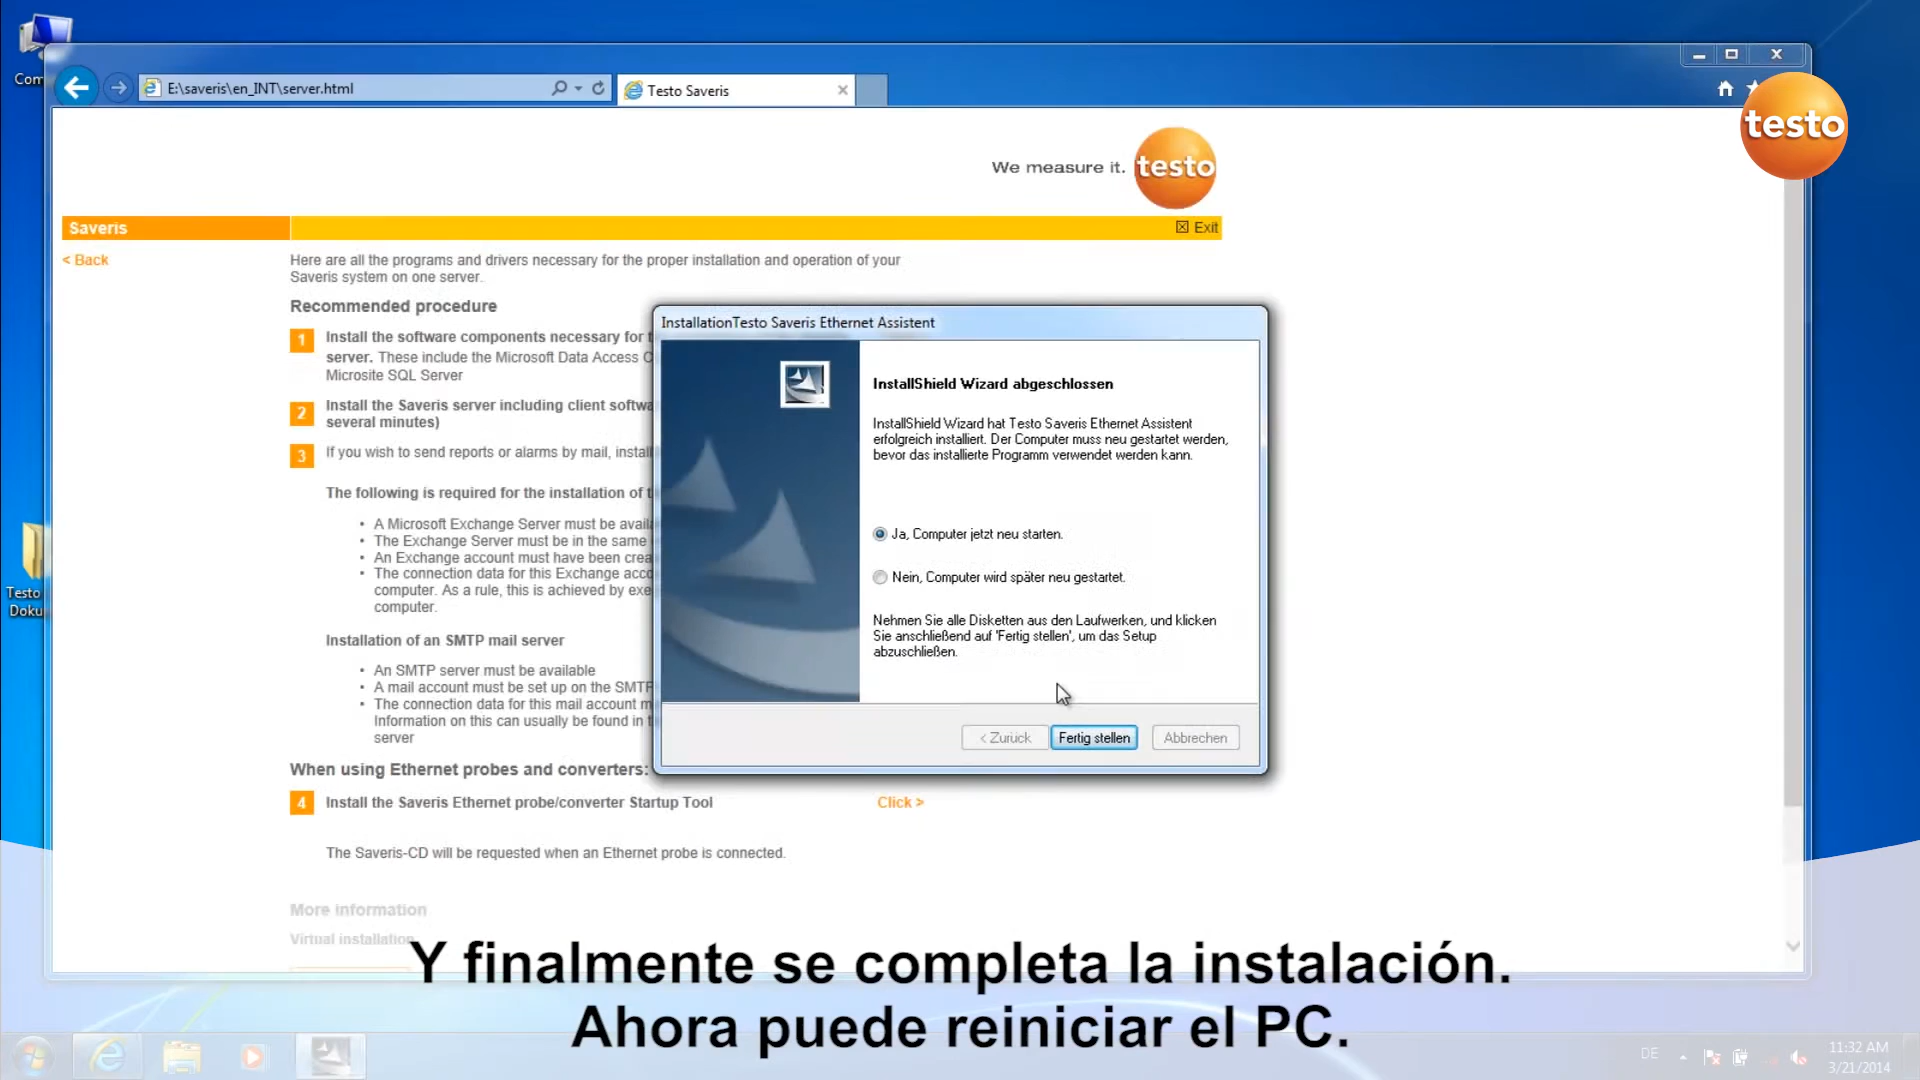 Com
E:\saveris\en_INT\server.html
Testo Saveris
testo
We measure it. testo
Saveris
Exit
< Back
Here are all the programs and drivers necessary for the proper installation and operation of your
Saveris system on one server.
Recommended procedure
1 Install the software components necessary for t
server. These include the Microsoft Data Access C
Microsite SQL Server
2 Install the Saveris server including client softwa
several minutes)
3 If you wish to send reports or alarms by mail, instal
The following is required for the installation of t
• A Microsoft Exchange Server must be availa
• The Exchange Server must be in the same
• An Exchange account must have been crea
• The connection data for this Exchange acco
computer. As a rule, this is achieved by exe
computer.
Installation of an SMTP mail server
• An SMTP server must be available
• A mail account must be set up on the SMTP
• The connection data for this mail account m
Information on this can usually be found in t
server
When using Ethernet probes and converters:
4 Install the Saveris Ethernet probe/converter Startup Tool
Click >
The Saveris-CD will be requested when an Ethernet probe is connected.
More information
Virtual installation
InstallationTesto Saveris Ethernet Assistent
InstallShield Wizard abgeschlossen
InstallShield Wizard hat Testo Saveris Ethernet Assistent
erfolgreich installiert. Der Computer muss neu gestartet werden,
bevor das installierte Programm verwendet werden kann.
Ja, Computer jetzt neu starten.
Nein, Computer wird später neu gestartet.
Nehmen Sie alle Disketten aus den Laufwerken, und klicken
Sie anschließend auf 'Fertig stellen', um das Setup
abzuschließen.
< Zurück
Fertig stellen
Abbrechen
Testo
Doku
Y finalmente se completa la instalación.
Ahora puede reiniciar el PC.
DE
11:32 AM
3/21/2014